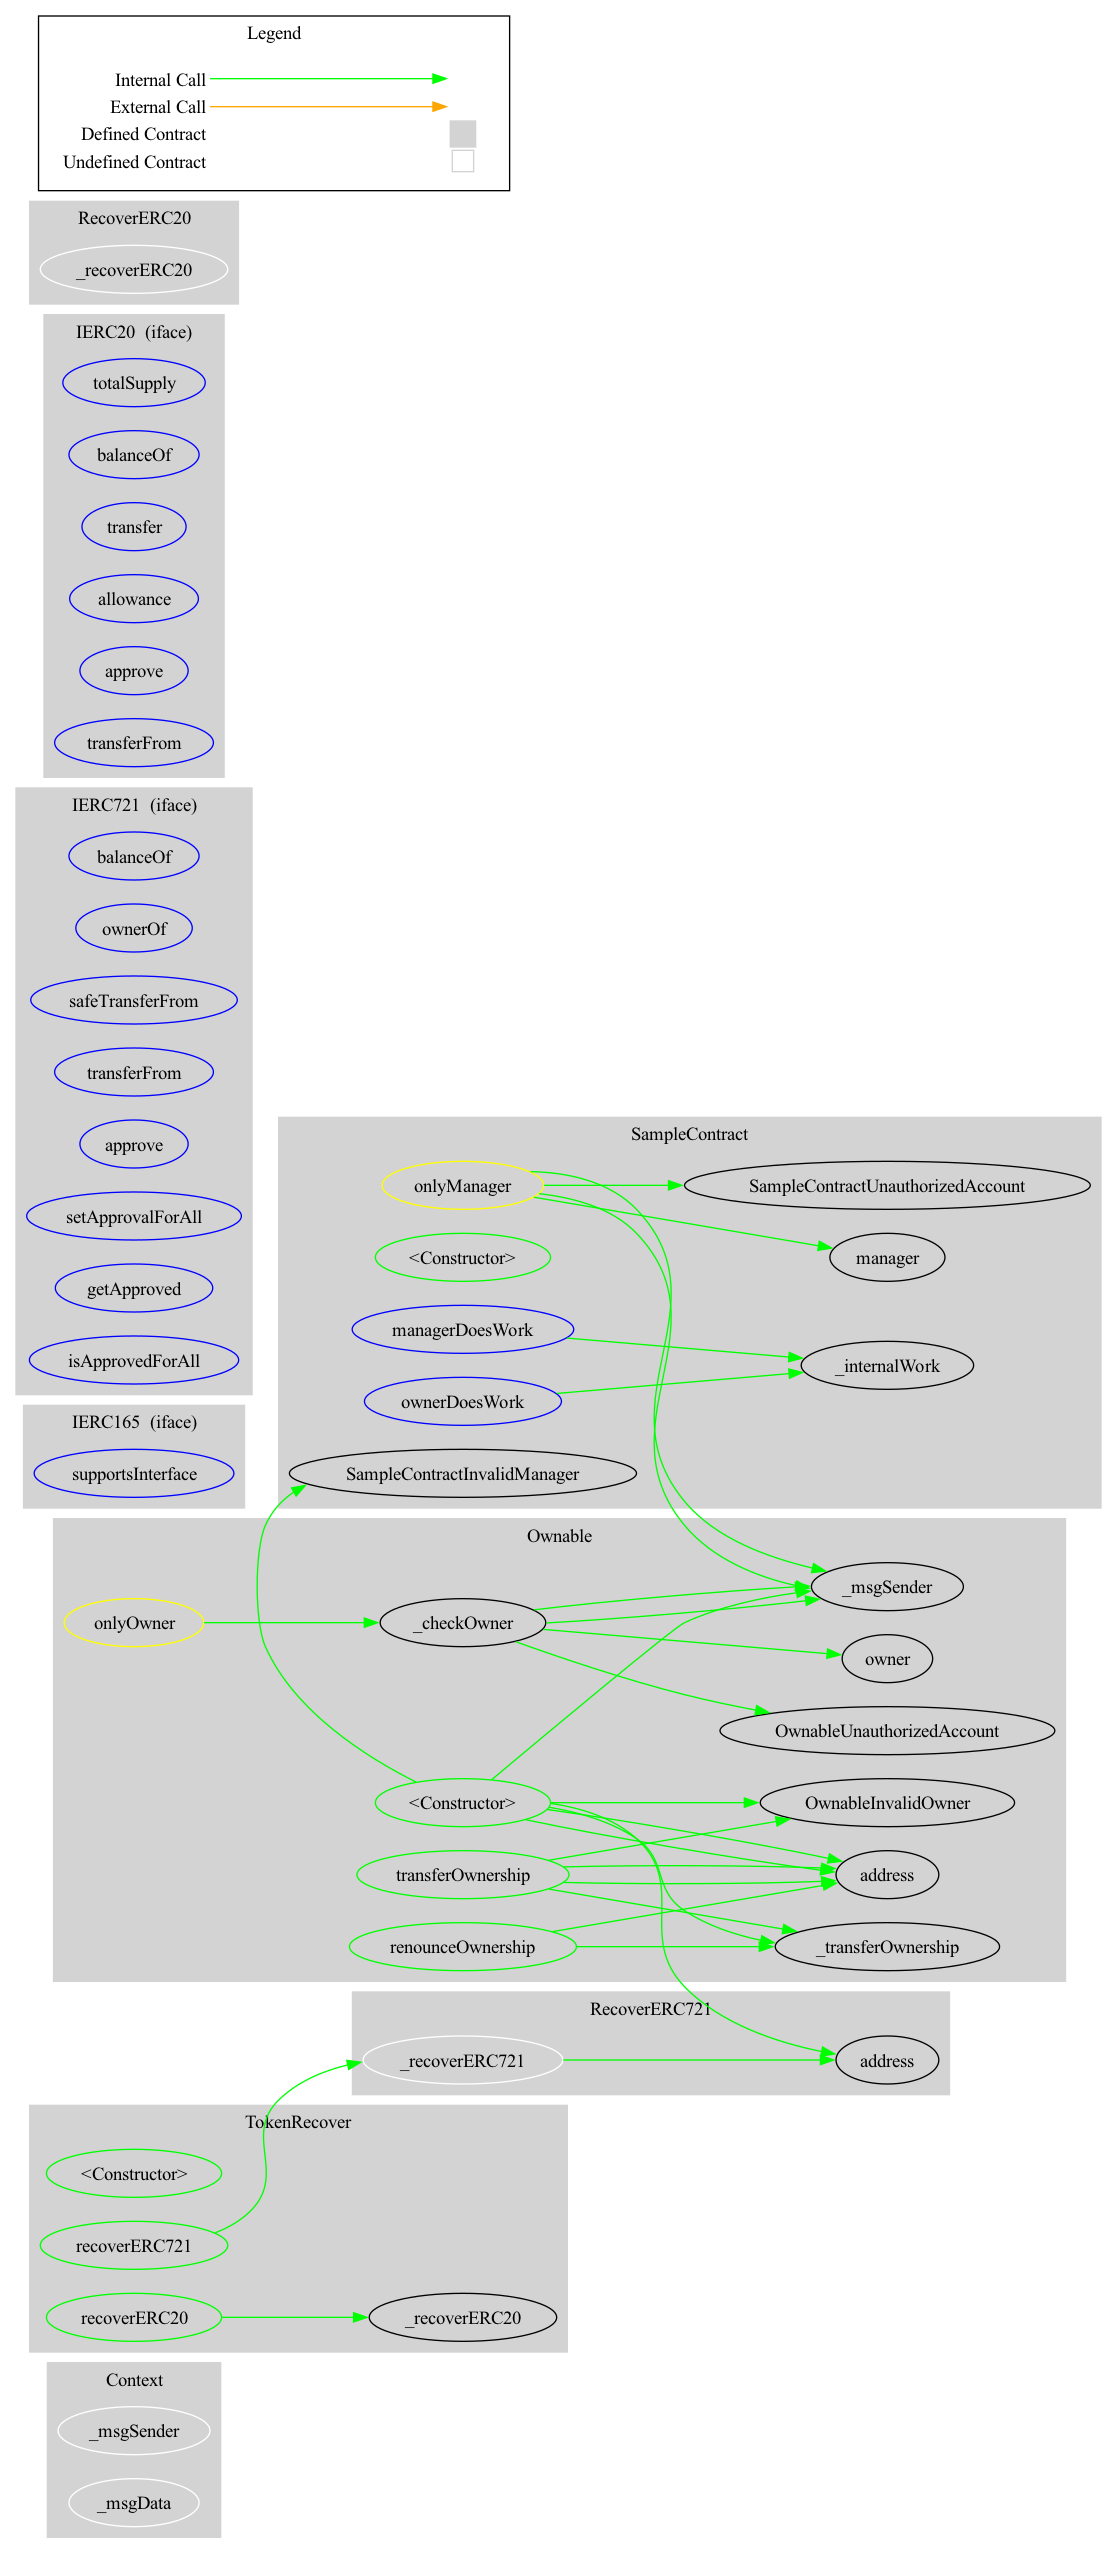 Legend
Internal Call
External Call
Defined Contract
Undefined Contract
RecoverERC20
_recoverERC20
IERC20  (iface)
totalSupply
balanceOf
transfer
allowance
approve
transferFrom
IERC721  (iface)
balanceOf
ownerOf
safeTransferFrom
transferFrom
approve
setApprovalForAll
getApproved
isApprovedForAll
IERC165  (iface)
supportsInterface
SampleContract
onlyManager
SampleContractUnauthorizedAccount
<Constructor>
manager
managerDoesWork
_internalWork
ownerDoesWork
SampleContractInvalidManager
Ownable
_msgSender
onlyOwner
_checkOwner
owner
OwnableUnauthorizedAccount
<Constructor>
OwnableInvalidOwner
transferOwnership
address
renounceOwnership
_transferOwnership
RecoverERC721
_recoverERC721
address
TokenRecover
<Constructor>
recoverERC721
recoverERC20
_recoverERC20
Context
_msgSender
_msgData